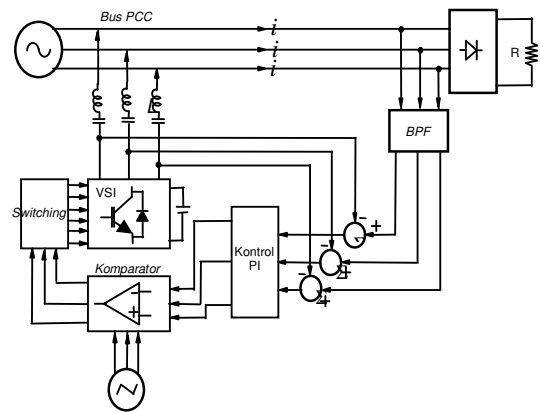 Bus PCC
i
i
i
R
BPF
VSI
Switching
Kontrol
PI
Komparator
- +
- +
- +
-
+